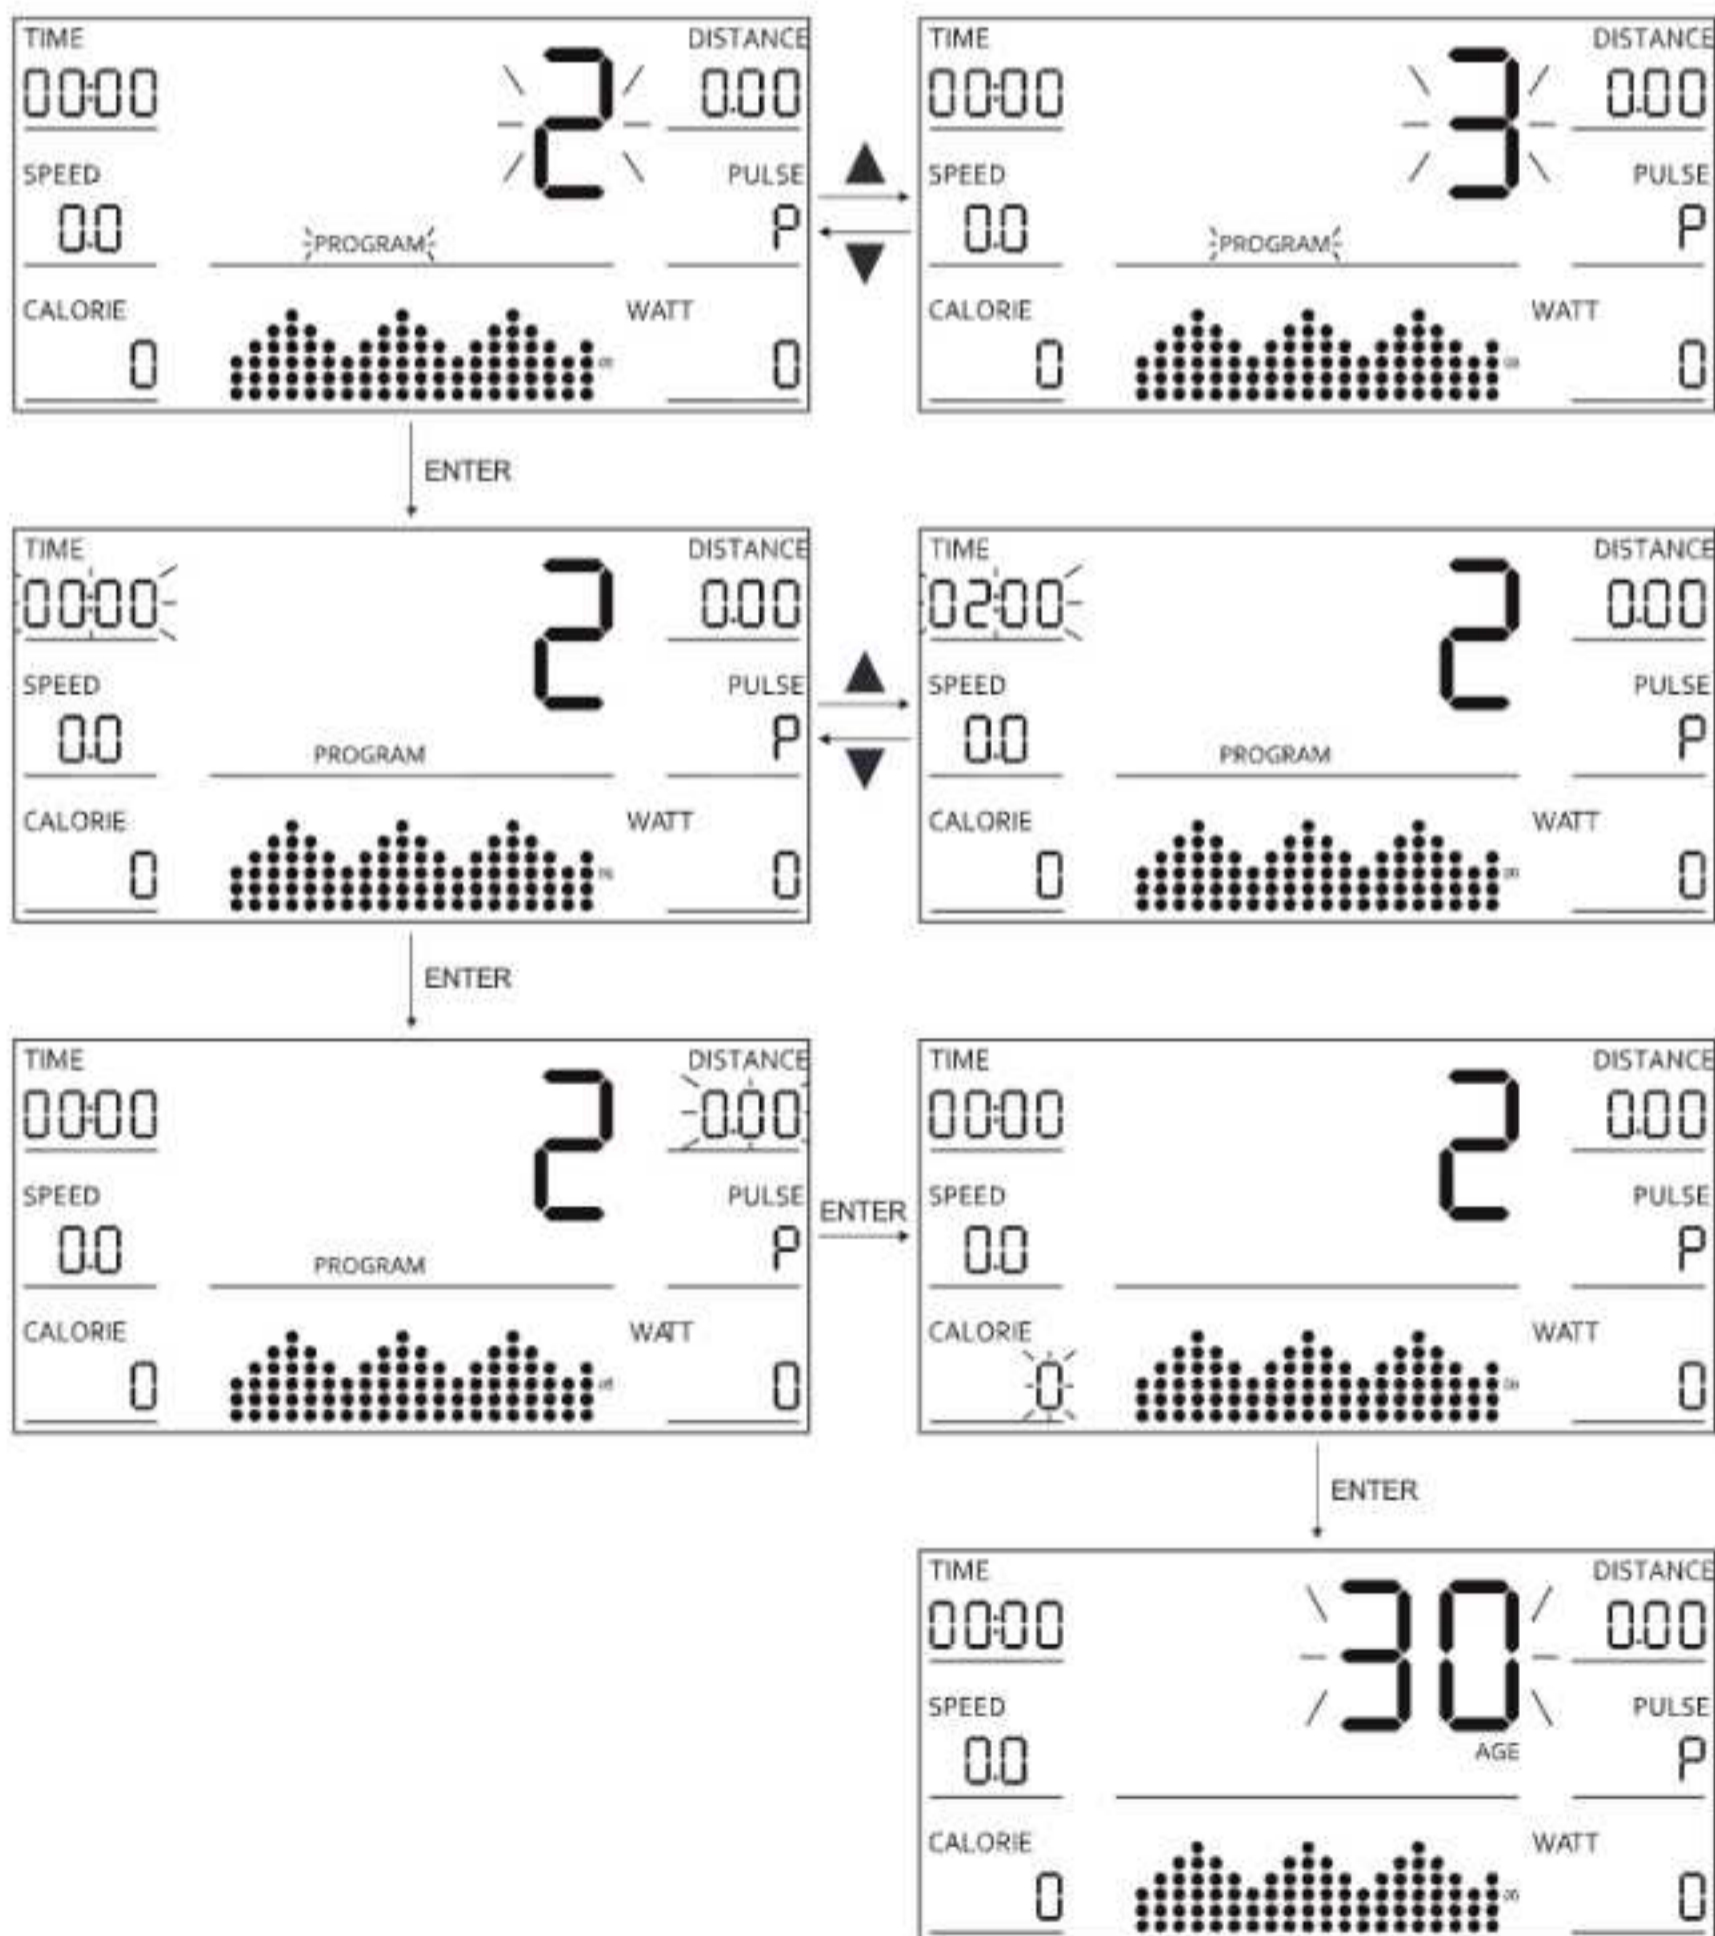 TIME
DISTANCE
00:00
2
0.00
SPEED
PULSE
0.0
PROGRAM
P
CALORIE
WATT
0
0
TIME
DISTANCE
00:00
3
0.00
SPEED
PULSE
0.0
PROGRAM
P
CALORIE
WATT
0
0
ENTER
TIME
DISTANCE
00:00
2
0.00
SPEED
PULSE
0.0
PROGRAM
P
CALORIE
WATT
0
0
TIME
DISTANCE
02:00
2
0.00
SPEED
PULSE
0.0
PROGRAM
P
CALORIE
WATT
0
0
ENTER
TIME
DISTANCE
00:00
2
0.00
SPEED
PULSE
0.0
PROGRAM
P
CALORIE
WATT
0
0
ENTER
TIME
DISTANCE
00:00
2
0.00
SPEED
PULSE
0.0
P
CALORIE
WATT
0
0
ENTER
TIME
DISTANCE
00:00
30
0.00
SPEED
PULSE
AGE
0.0
P
CALORIE
WATT
0
0